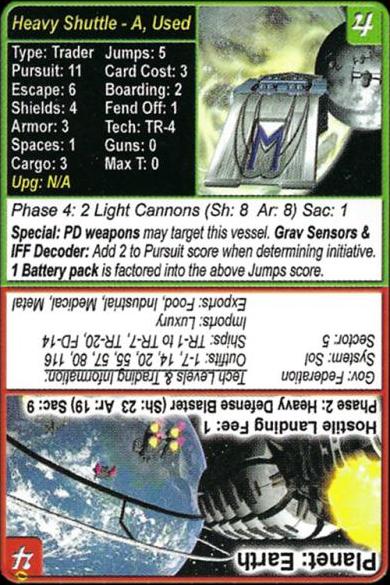 Heavy Shuttle - A, Used
4
Type: Trader Jumps: 5
Pursuit: 11 Card Cost: 3
Escape: 6 Boarding: 2
Shields: 4 Fend Off: 1
Armor: 3 Tech: TR-4
Spaces: 1 Guns: 0
Cargo: 3 Max T: 0
Upg: N/A
M
Phase 4: 2 Light Cannons (Sh: 8 Ar: 8) Sac: 1
Special: PD weapons may target this vessel. Grav Sensors &
IFF Decoder: Add 2 to Pursuit score when determining initiative.
1 Battery pack is factored into the above Jumps score.
Planet: Earth
4
Hostile Landing Fee: 1
Phase 2: Heavy Defense Blaster (Sh: 23 Ar: 19) Sac: 9
Gov: Federation
System: Sol
Sector: 5
Tech Levels & Trading Information:
Outfits: 1-7, 14, 20, 55, 57, 80, 116
Ships: TR-1 to TR-7, TR-20, FD-14
Imports: Luxury
Exports: Food, Industrial, Medical, Metal